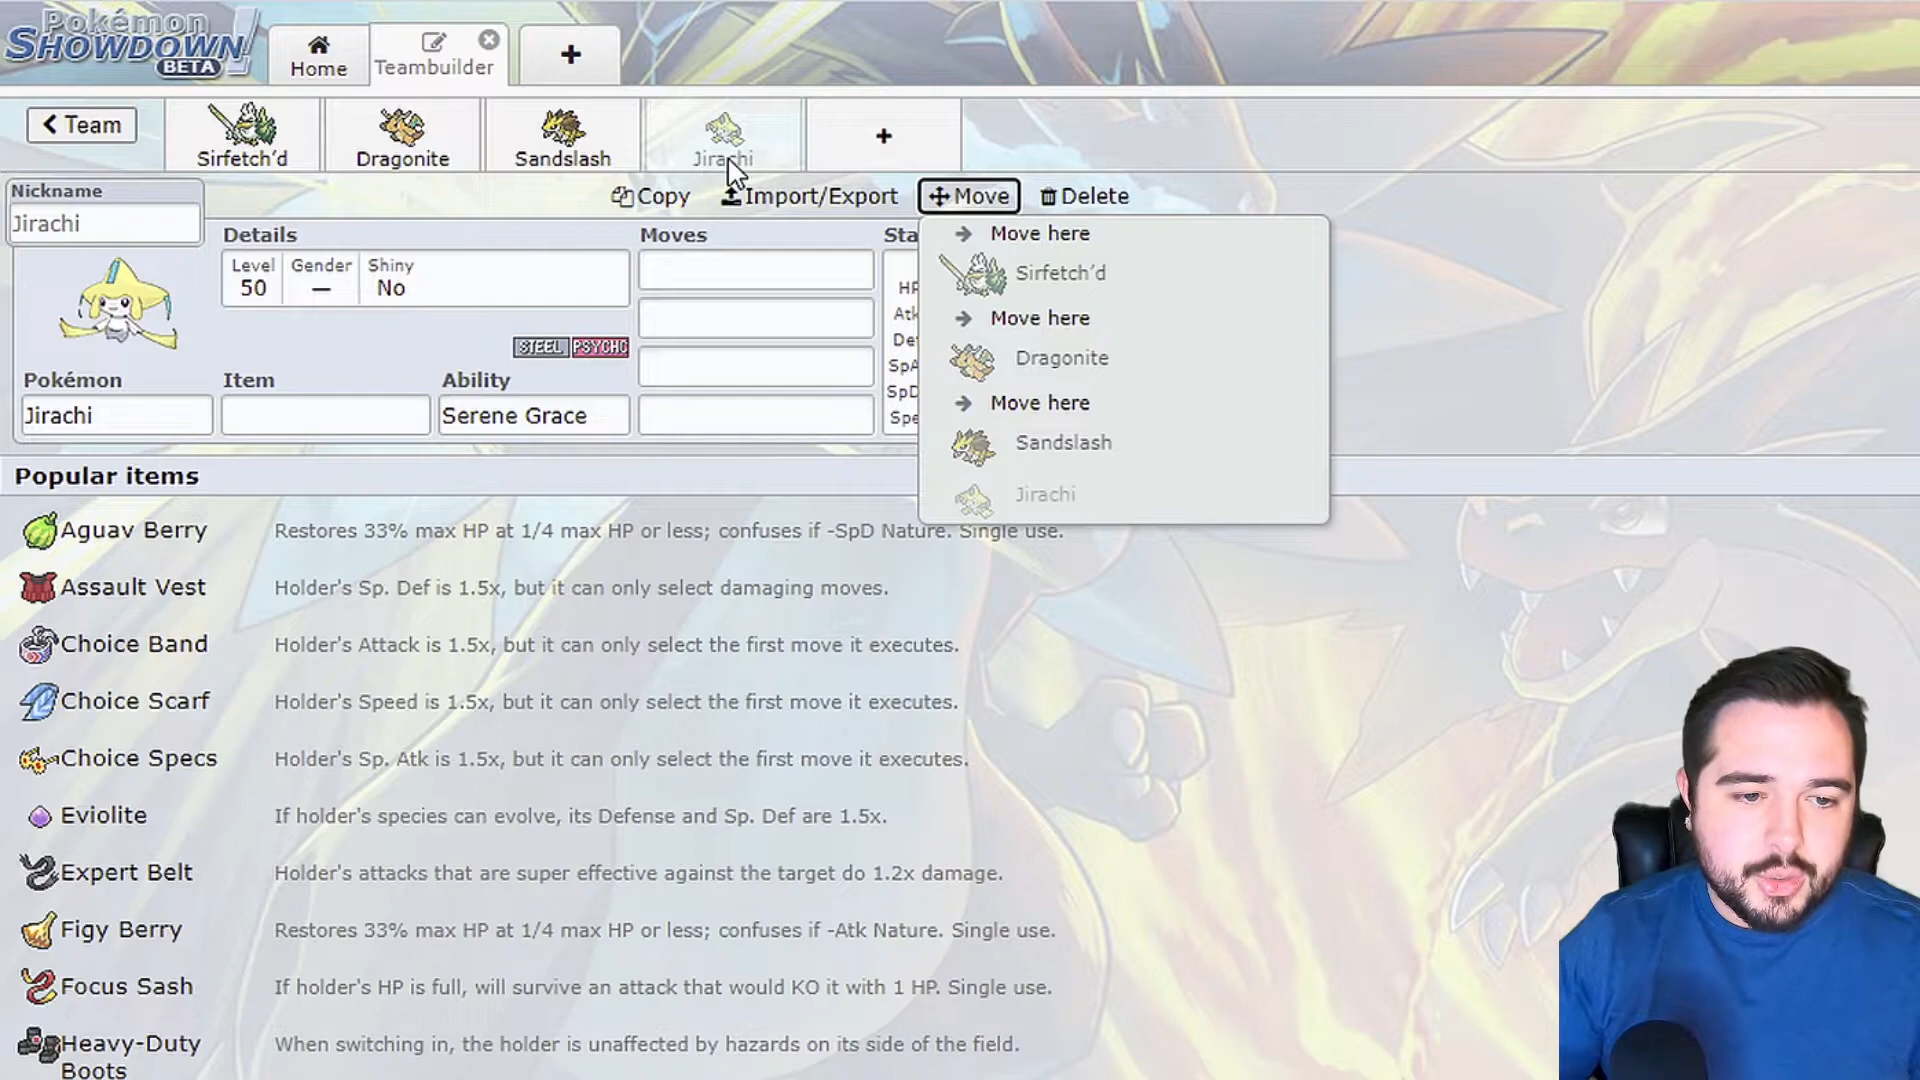 Pokémon
SHOWDOWN!
BETA
Home
Teambuilder
+
Team
Sirfetch'd
Dragonite
Sandslash
Jirachi
+
Nickname
Jirachi
Copy
Import/Export
Move
Delete
Details
Level
50
Gender
—
Shiny
No
STEEL
PSYCHC
Pokémon
Jirachi
Item
Ability
Serene Grace
Moves
Sta
HP
Atk
De
SpA
SpD
Spe
Move here
Sirfetch'd
Move here
Dragonite
Move here
Sandslash
Jirachi
Popular items
Aguav Berry Restores 33% max HP at 1/4 max HP or less; confuses if -SpD Nature. Single use.
Assault Vest Holder's Sp. Def is 1.5x, but it can only select damaging moves.
Choice Band Holder's Attack is 1.5x, but it can only select the first move it executes.
Choice Scarf Holder's Speed is 1.5x, but it can only select the first move it executes.
Choice Specs Holder's Sp. Atk is 1.5x, but it can only select the first move it executes.
Eviolite If holder's species can evolve, its Defense and Sp. Def are 1.5x.
Expert Belt Holder's attacks that are super effective against the target do 1.2x damage.
Figy Berry Restores 33% max HP at 1/4 max HP or less; confuses if -Atk Nature. Single use.
Focus Sash If holder's HP is full, will survive an attack that would KO it with 1 HP. Single use.
Heavy-Duty Boots When switching in, the holder is unaffected by hazards on its side of the field.